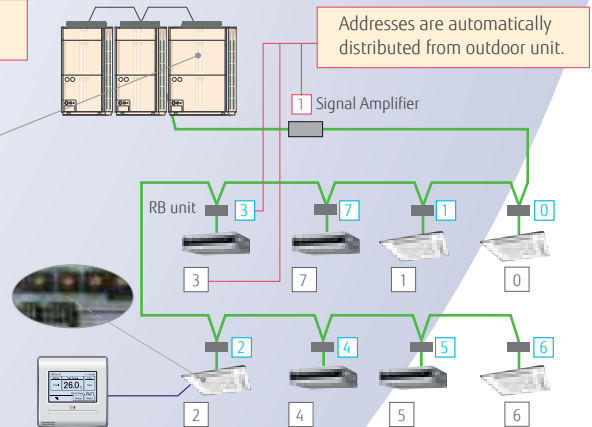 Addresses are automatically
distributed from outdoor unit.
1 Signal Amplifier
RB unit 3 7 1 0
3 7 1 0
2 4 5 6
26.0
2 4 5 6